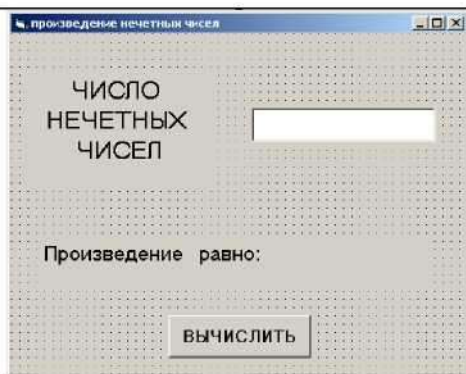 произведение нечетных чисел
ЧИСЛО
НЕЧЕТНЫХ
ЧИСЕЛ
Произведение равно:
ВЫЧИСЛИТЬ